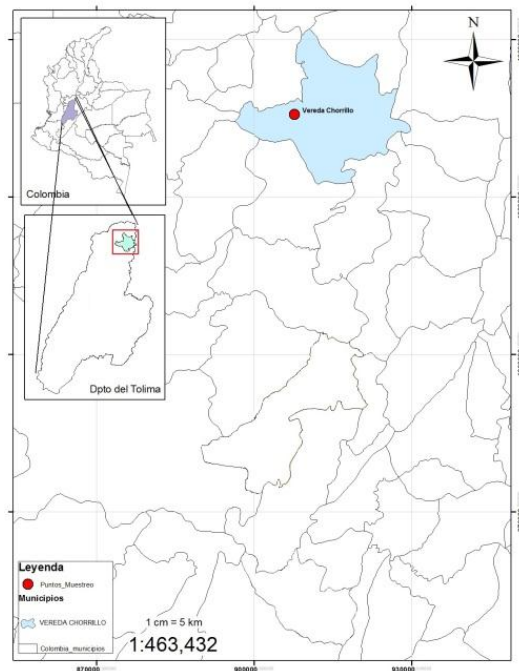 N
Vereda Chorrillo
Colombia
Dpto del Tolima
Leyenda
Puntos_Muestreo
Municipios
VEREDA CHORRILLO
Colombia_municipios
1 cm = 5 km
1:463,432
870000
900000
930000